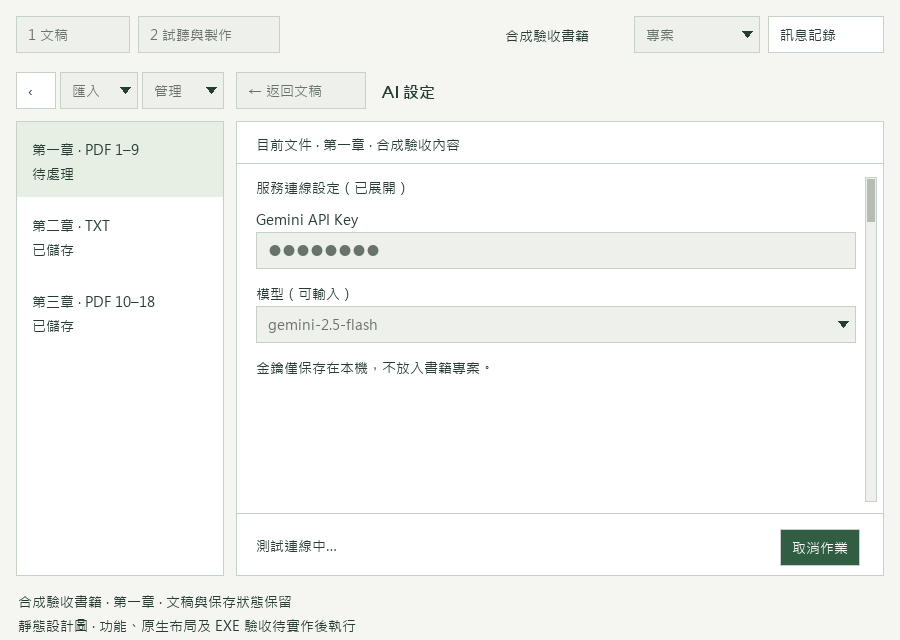 1 文稿
2 試聽與製作
合成驗收書籍
專案
訊息記錄
‹
匯入
管理
← 返回文稿
AI 設定
第一章 · PDF 1–9
待處理
第二章 · TXT
已儲存
第三章 · PDF 10–18
已儲存
目前文件 · 第一章 · 合成驗收內容
服務連線設定（已展開）
Gemini API Key
●●●●●●●●
模型（可輸入）
gemini-2.5-flash
金鑰僅保存在本機，不放入書籍專案。
測試連線中…
取消作業
合成驗收書籍 · 第一章 · 文稿與保存狀態保留
靜態設計圖 · 功能、原生布局及 EXE 驗收待實作後執行